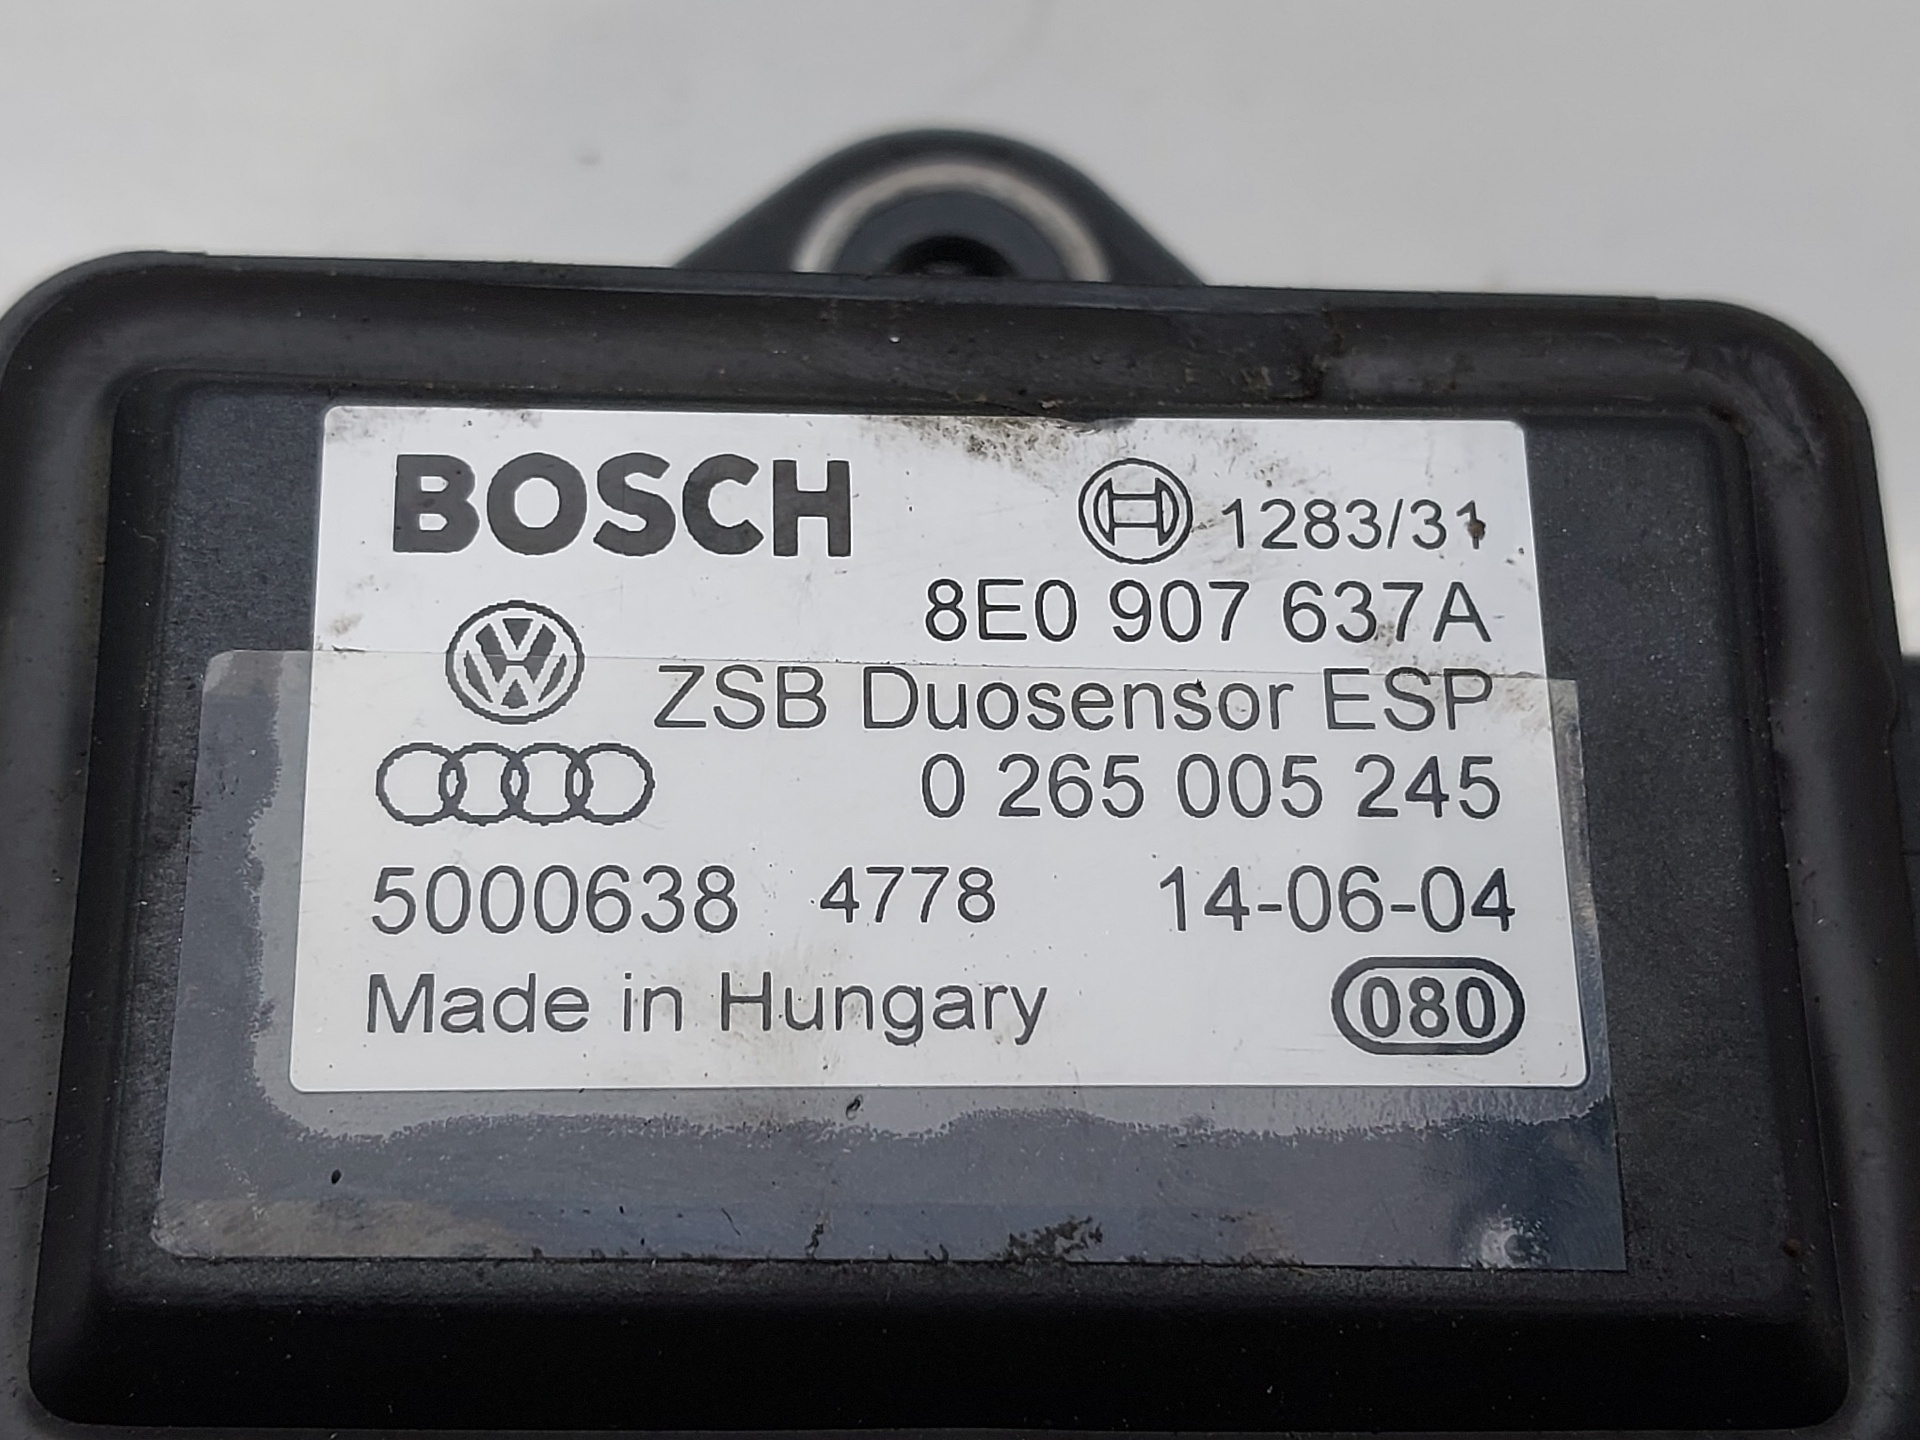 BOSCH 1283/31
8E0 907 637A
ZSB Duosensor ESP
0 265 005 245
5000638 4778 14-06-04
Made in Hungary 080